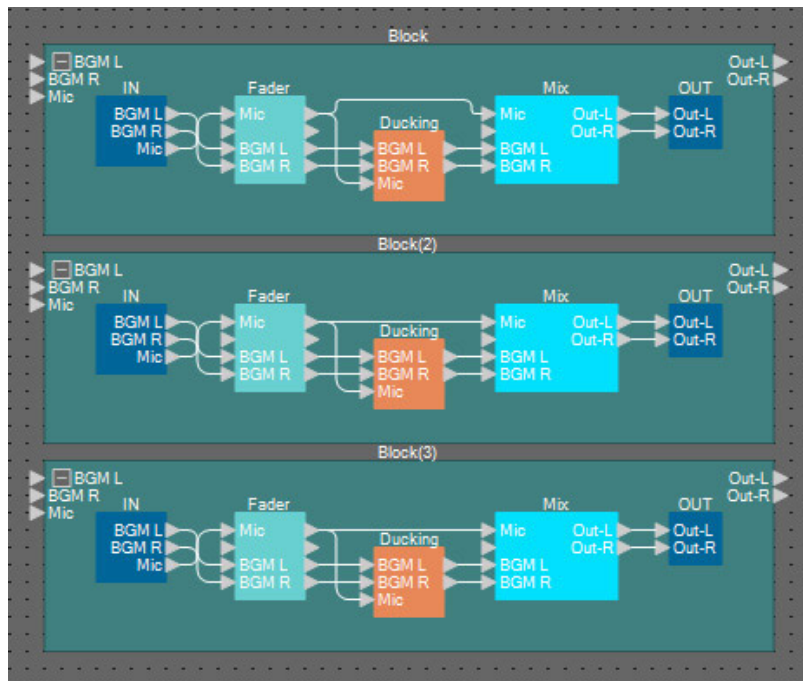 Block
BGM L
BGM R
Mic
Out-L
Out-R
IN
BGM L
BGM R
Mic
Fader
Mic
BGM L
BGM R
Ducking
BGM L
BGM R
Mic
Mix
Mic
BGM L
BGM R
Out-L
Out-R
OUT
Out-L
Out-R
Block(2)
BGM L
BGM R
Mic
Out-L
Out-R
IN
BGM L
BGM R
Mic
Fader
Mic
BGM L
BGM R
Ducking
BGM L
BGM R
Mic
Mix
Mic
BGM L
BGM R
Out-L
Out-R
OUT
Out-L
Out-R
Block(3)
BGM L
BGM R
Mic
Out-L
Out-R
IN
BGM L
BGM R
Mic
Fader
Mic
BGM L
BGM R
Ducking
BGM L
BGM R
Mic
Mix
Mic
BGM L
BGM R
Out-L
Out-R
OUT
Out-L
Out-R